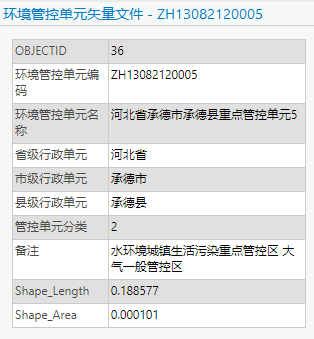 环境管控单元矢量文件 - ZH13082120005
OBJECTID 36
环境管控单元编
码 ZH13082120005
环境管控单元名
称 河北省承德市承德县重点管控单元5
省级行政单元 河北省
市级行政单元 承德市
县级行政单元 承德县
管控单元分类 2
备注 水环境城镇生活污染重点管控区 大
气一般管控区
Shape_Length 0.188577
Shape_Area 0.000101